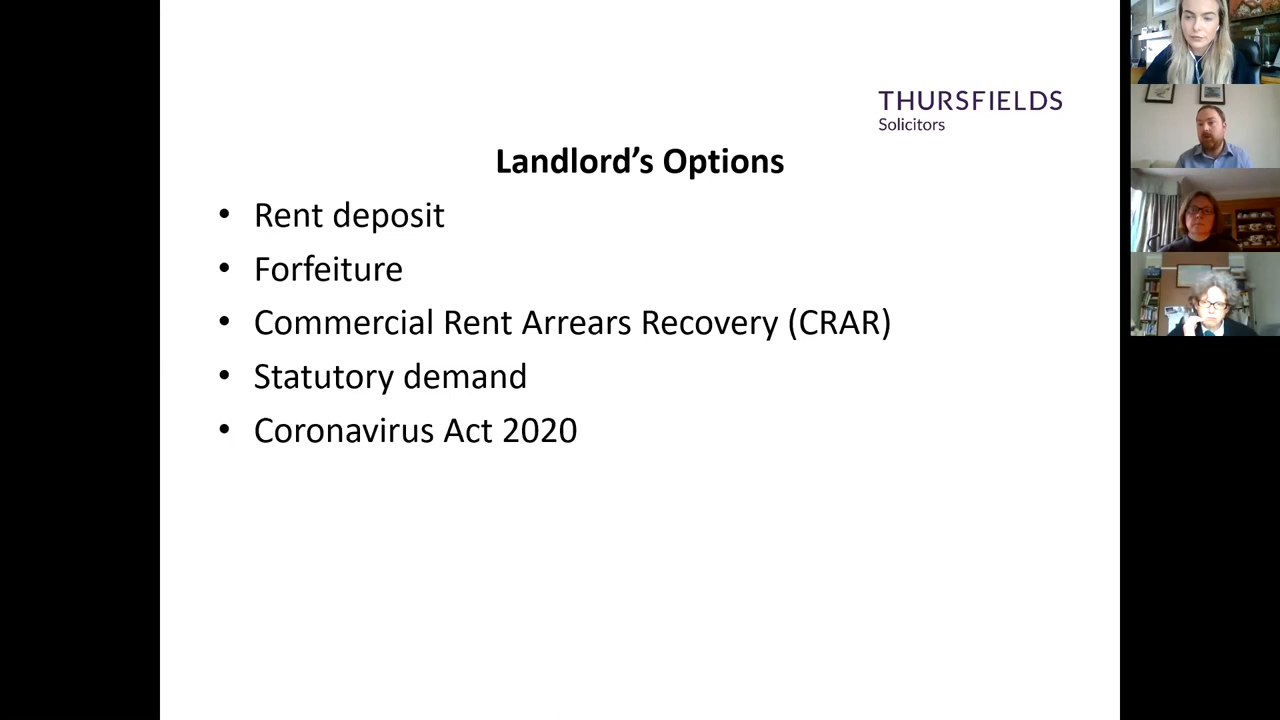 THURSFIELDS
Solicitors
Landlord’s Options
• Rent deposit
• Forfeiture
• Commercial Rent Arrears Recovery (CRAR)
• Statutory demand
• Coronavirus Act 2020